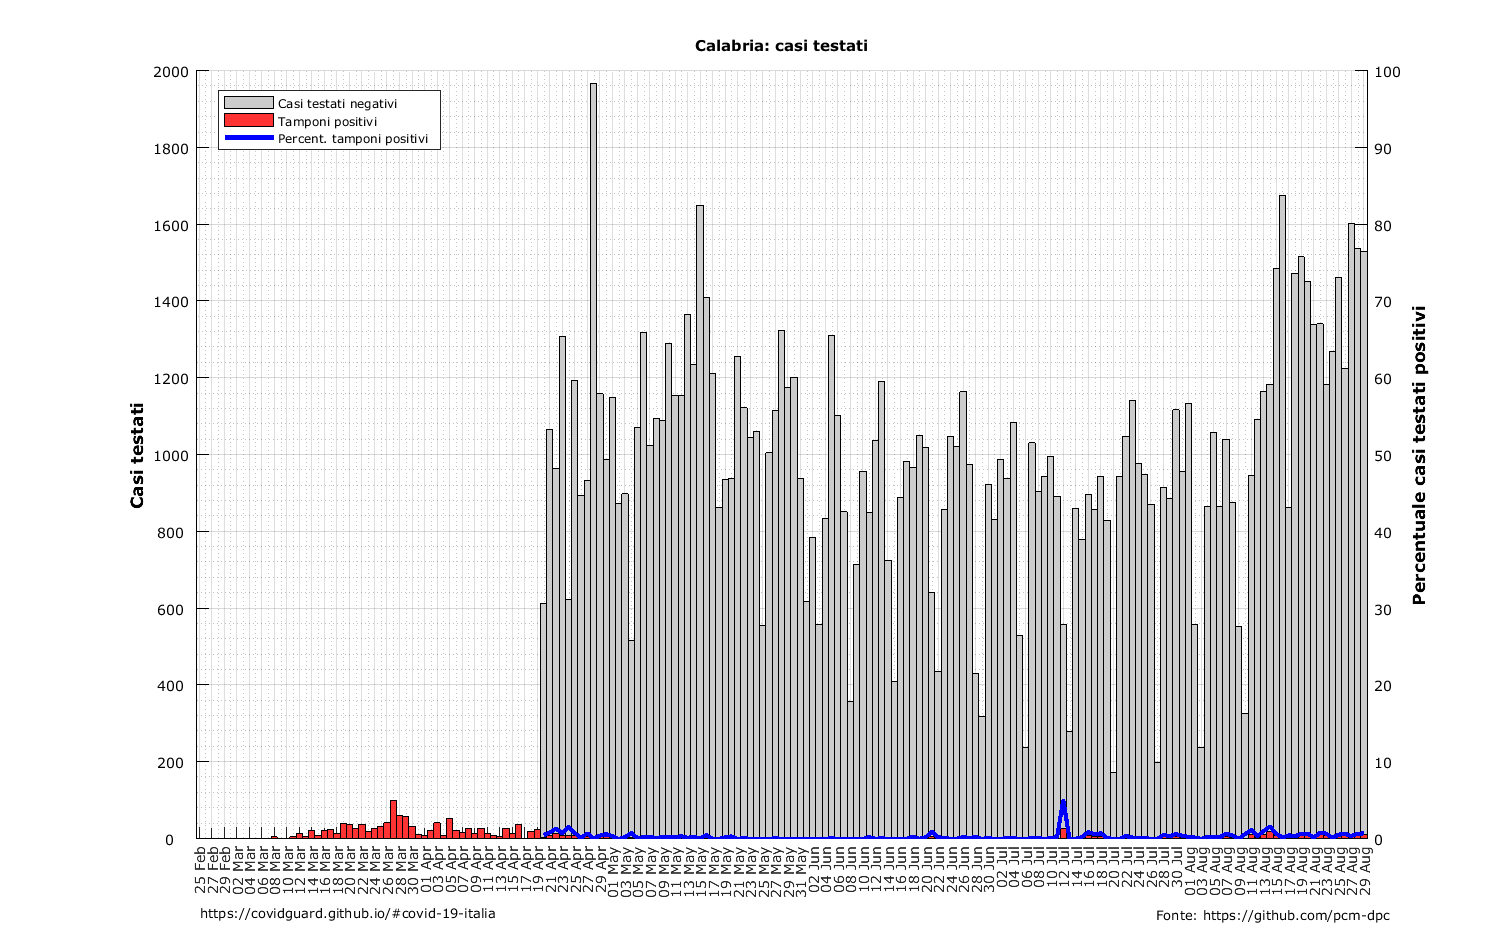 Calabria: casi testati
Casi testati negativi
Tamponi positivi
Percent. tamponi positivi
Casi testati
2000
1800
1600
1400
1200
1000
800
600
400
200
0
100
90
80
70
60
50
40
30
20
10
0
Percentuale casi testati positivi
25 Feb
27 Feb
29 Feb
02 Mar
04 Mar
06 Mar
08 Mar
10 Mar
12 Mar
14 Mar
16 Mar
18 Mar
20 Mar
22 Mar
24 Mar
26 Mar
28 Mar
30 Mar
01 Apr
03 Apr
05 Apr
07 Apr
09 Apr
11 Apr
13 Apr
15 Apr
17 Apr
19 Apr
21 Apr
23 Apr
25 Apr
27 Apr
29 Apr
01 May
03 May
05 May
07 May
09 May
11 May
13 May
15 May
17 May
19 May
21 May
23 May
25 May
27 May
29 May
31 May
02 Jun
04 Jun
06 Jun
08 Jun
10 Jun
12 Jun
14 Jun
16 Jun
18 Jun
20 Jun
22 Jun
24 Jun
26 Jun
28 Jun
30 Jun
02 Jul
04 Jul
06 Jul
08 Jul
10 Jul
12 Jul
14 Jul
16 Jul
18 Jul
20 Jul
22 Jul
24 Jul
26 Jul
28 Jul
30 Jul
01 Aug
03 Aug
05 Aug
07 Aug
09 Aug
11 Aug
13 Aug
15 Aug
17 Aug
19 Aug
21 Aug
23 Aug
25 Aug
27 Aug
29 Aug
https://covidguard.github.io/#covid-19-italia
Fonte: https://github.com/pcm-dpc